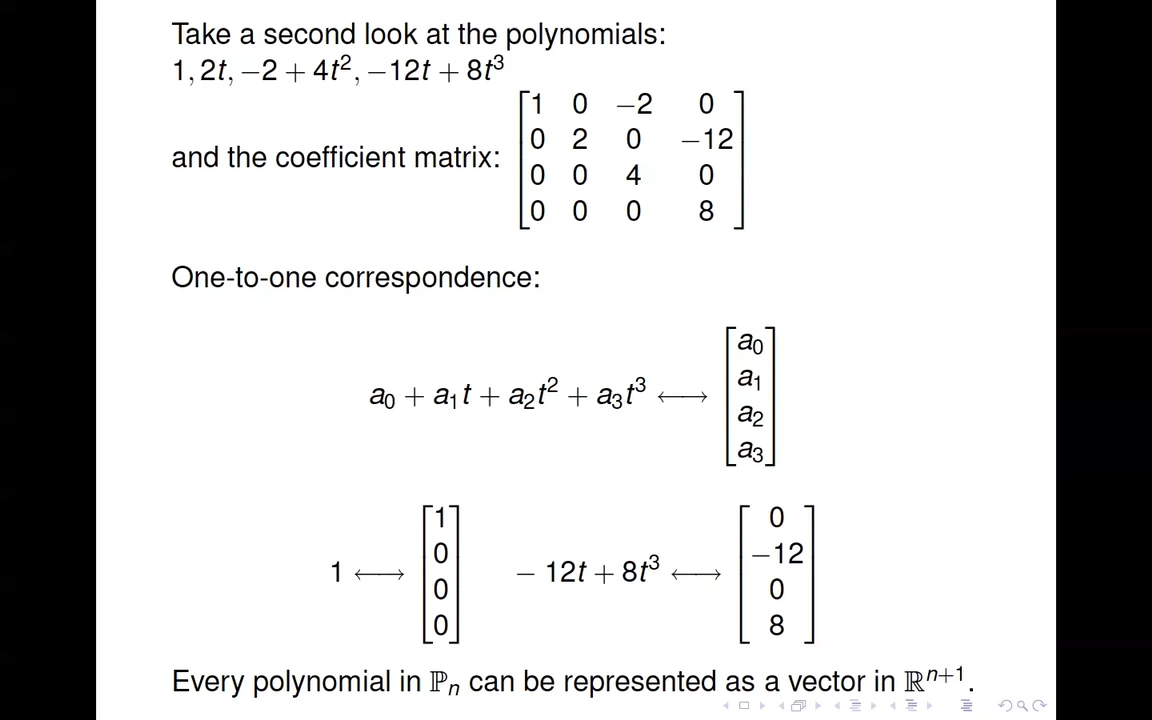 Take a second look at the polynomials:
1, 2t, −2 + 4t², −12t + 8t³
and the coefficient matrix:
[1 0 −2 0
0 2 0 −12
0 0 4 0
0 0 0 8]
One-to-one correspondence:
a₀ + a₁t + a₂t² + a₃t³ ⟷ [a₀
a₁
a₂
a₃]
1 ⟷ [1
0
0
0]
− 12t + 8t³ ⟷ [0
−12
0
8]
Every polynomial in ℙₙ can be represented as a vector in ℝⁿ⁺¹.